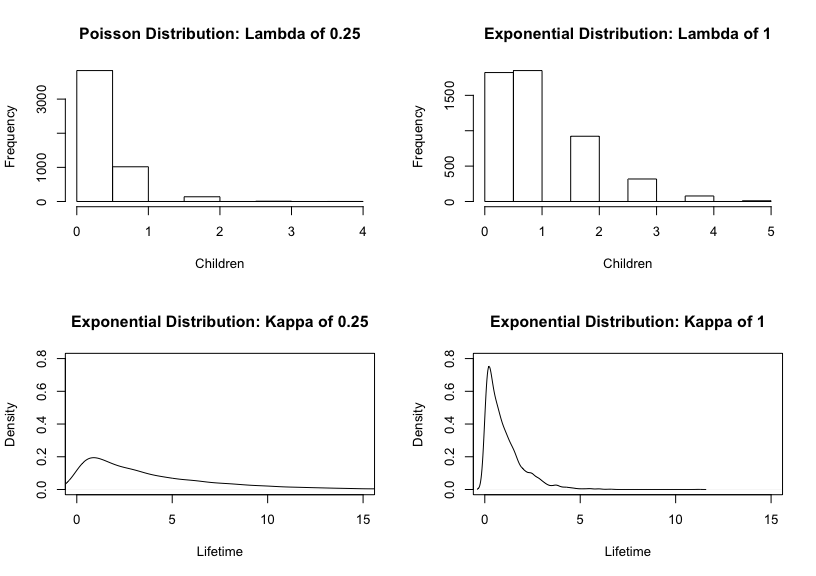 Poisson Distribution: Lambda of 0.25
Frequency
0
1000
3000
0 1 2 3 4
Children
Exponential Distribution: Lambda of 1
Frequency
0
500
1500
0 1 2 3 4 5
Children
Exponential Distribution: Kappa of 0.25
Density
0.0
0.2
0.4
0.6
0.8
0 5 10 15
Lifetime
Exponential Distribution: Kappa of 1
Density
0.0
0.2
0.4
0.6
0.8
0 5 10 15
Lifetime